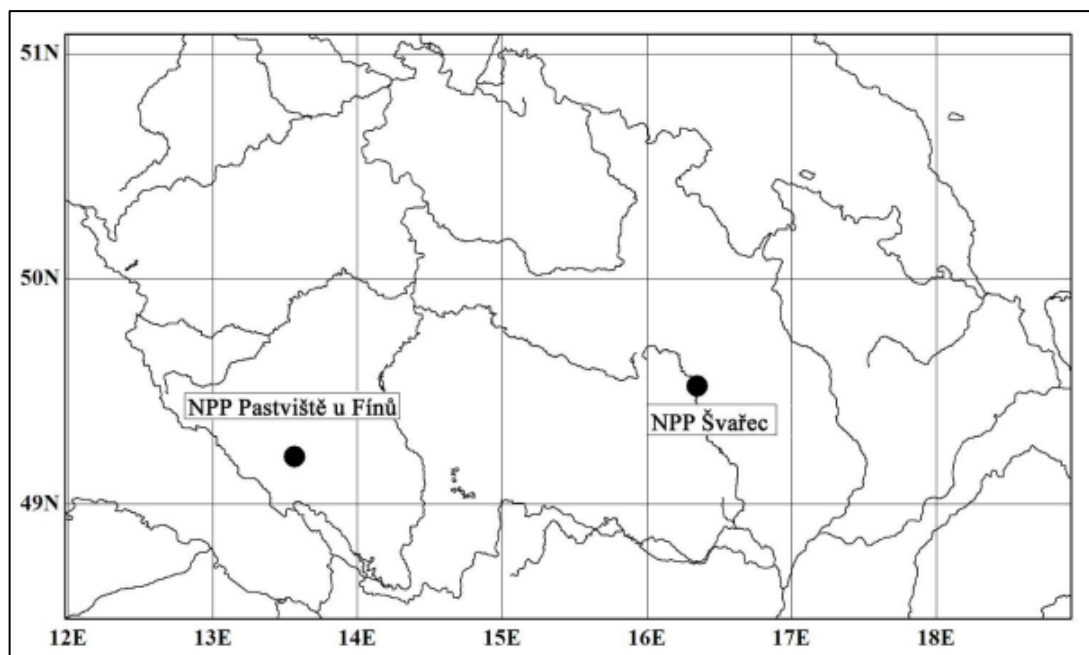 51N
50N
NPP Pastviště u Fínů
NPP Švařec
49N
12E 13E 14E 15E 16E 17E 18E